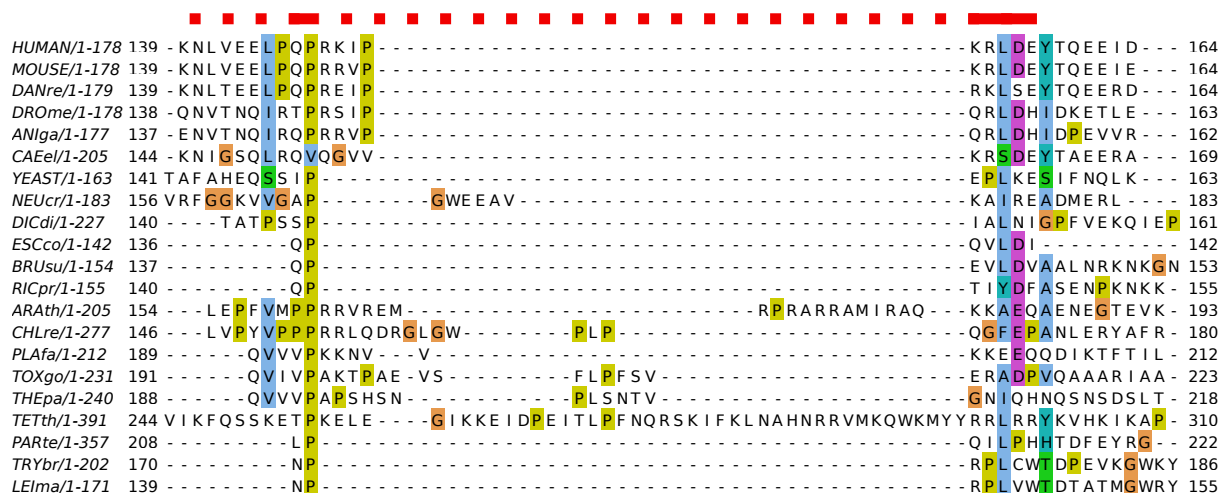 HUMAN/1-178 139 -KNLVEELPQPRKIP------------------------------------------KRLDEYTQEEID--- 164
MOUSE/1-178 139 -KNLVEELPQPRRVP------------------------------------------KRLDEYTQEEIE--- 164
DANre/1-179 139 -KNLTEELPQPREIP------------------------------------------RKLSEYTQEERD--- 164
DROme/1-178 138 -QNVTNQIRTPRSIP------------------------------------------QRLDHIDKETLE--- 163
ANIga/1-177 137 -ENVTNQIRQPRRVP------------------------------------------QRLDHIDPEVVR--- 162
CAEel/1-205 144 -KNIGSQLRQVQGVV------------------------------------------KRSDEYTAEERA--- 169
YEAST/1-163 141 TAFAHEQSSIP----------------------------------------------EPLKESIFNQLK--- 163
NEUcr/1-183 156 VRFGGKVVGAP--------GWEEAV--------------------------------KAIREADMERL---- 183
DICdi/1-227 140 ----TATPSSP----------------------------------------------IALNIGPFVEKQIEP 161
ESCco/1-142 136 ---------QP----------------------------------------------QVLDI---------- 142
BRUsu/1-154 137 ---------QP----------------------------------------------EVLDVAALNRKNKGN 153
RICpr/1-155 140 ---------QP----------------------------------------------TIYDFASENPKNKK- 155
ARAth/1-205 154 ---LEPFVMPPRRVREM-------------------------RPRARRAMIRAQ---KKAEQAENEGTEVK- 193
CHLre/1-277 146 ---LVPYVPPPRRLQDRGLGW--------PLP-------------------------QGFEPANLERYAFR- 180
PLAfa/1-212 189 ------QVVVPKKNV---V--------------------------------------KKEEQQDIKTFTIL- 212
TOXgo/1-231 191 ------QVIVPAKTPAE-VS---------FLPFSV----------------------ERADPVQAAARIAA- 223
THEpa/1-240 188 ------QVVVPAPSHSN------------PLSNTV----------------------GNIQHNQSNSDSLT- 218
TETth/1-391 244 VIKFQSSKETPKELE----GIKKEIDPEITLPFNQRSKIFKLNAHNRRVMKQWKMYYRRLRRYKVHKIKAP- 310
PARte/1-357 208 ---------LP----------------------------------------------QILPHHTDFEYRG-- 222
TRYbr/1-202 170 ---------NP----------------------------------------------RPLCWTDPEVKGWKY 186
LEIma/1-171 139 ---------NP----------------------------------------------RPLVWTDTATMGWRY 155